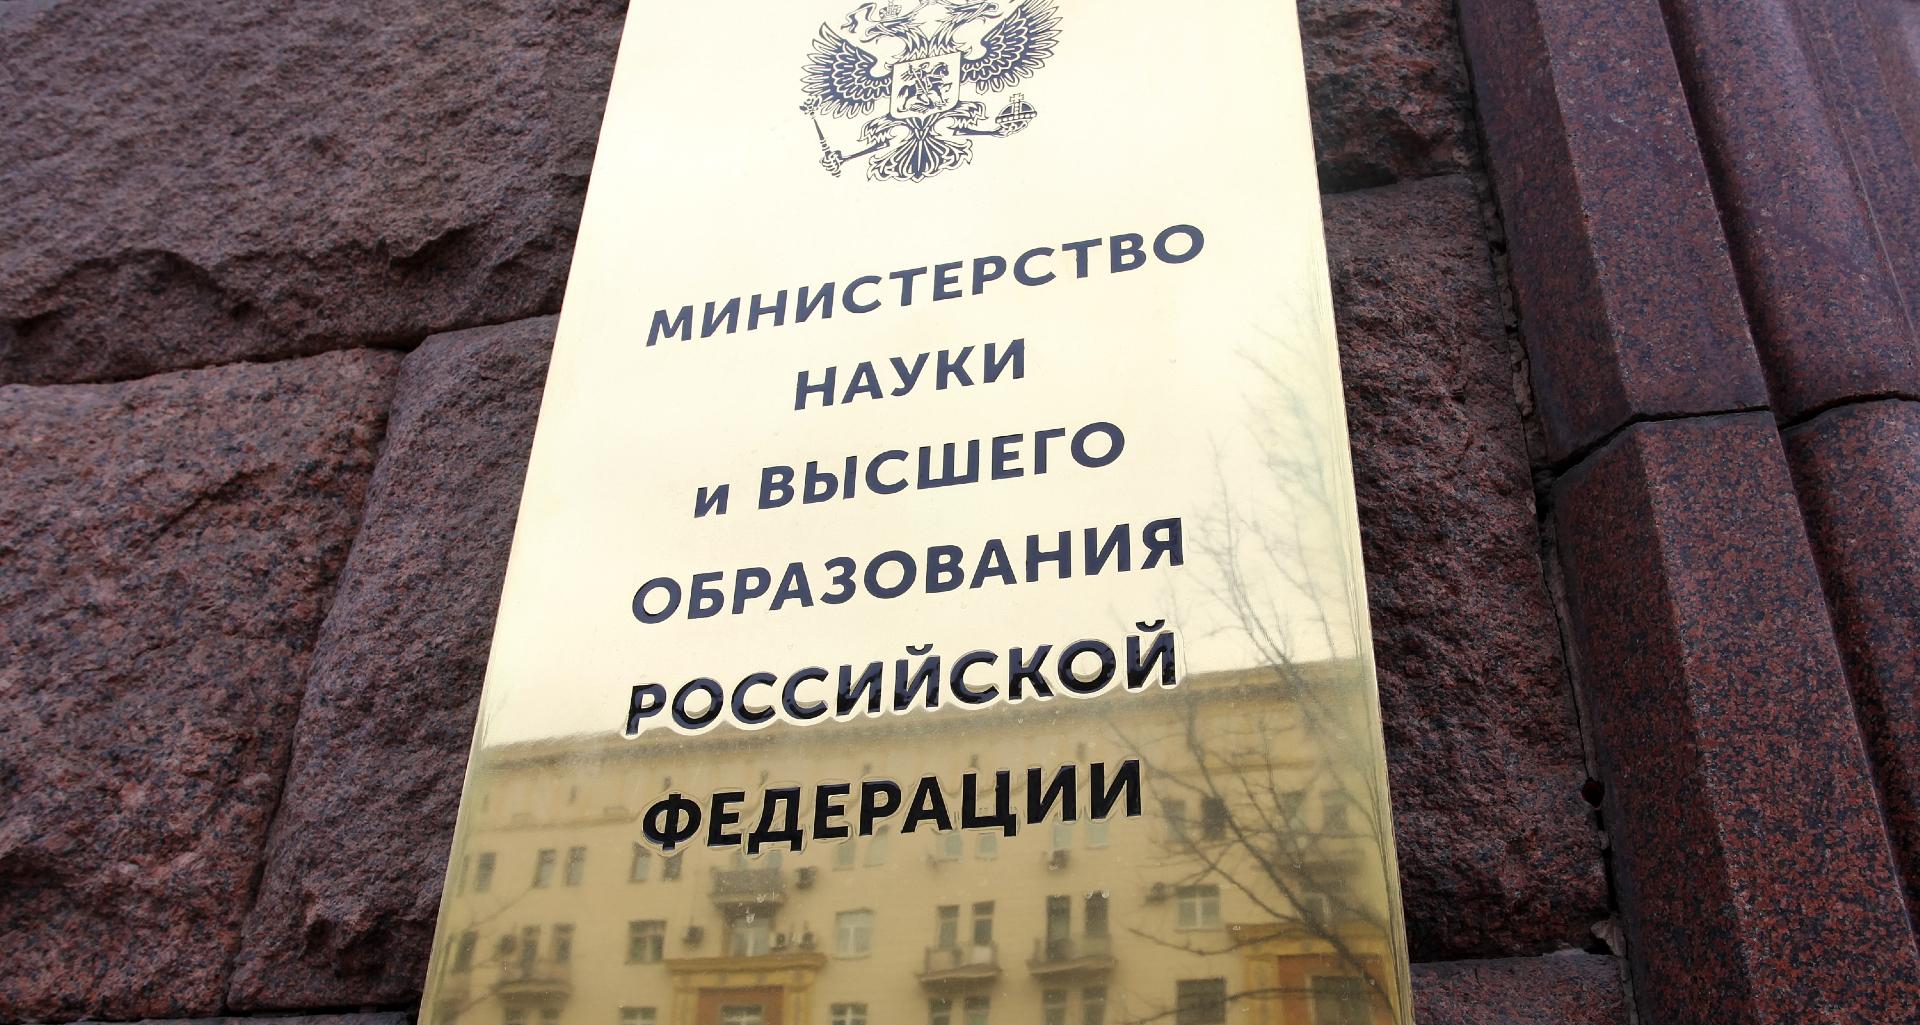 МИНИСТЕРСТВО
НАУКИ
и ВЫСШЕГО
ОБРАЗОВАНИЯ
РОССИЙСКОЙ
ФЕДЕРАЦИИ